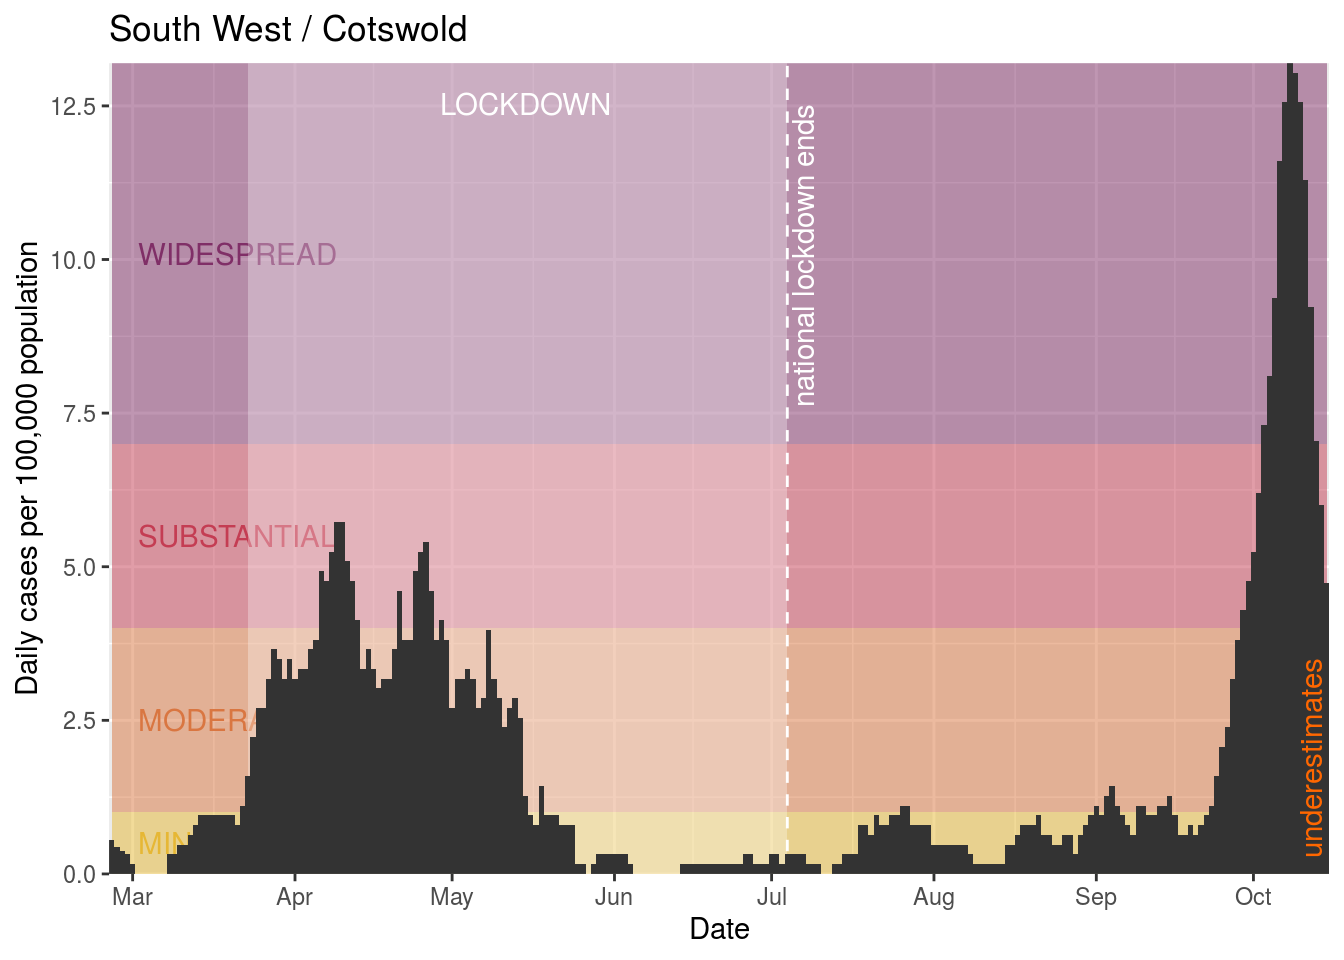 South West / Cotswold
LOCKDOWN
national lockdown ends
WIDESPREAD
SUBSTANTIAL
MODERA
MIN
underestimates
Daily cases per 100,000 population
12.5
10.0
7.5
5.0
2.5
0.0
Mar Apr May Jun Jul Aug Sep Oct
Date